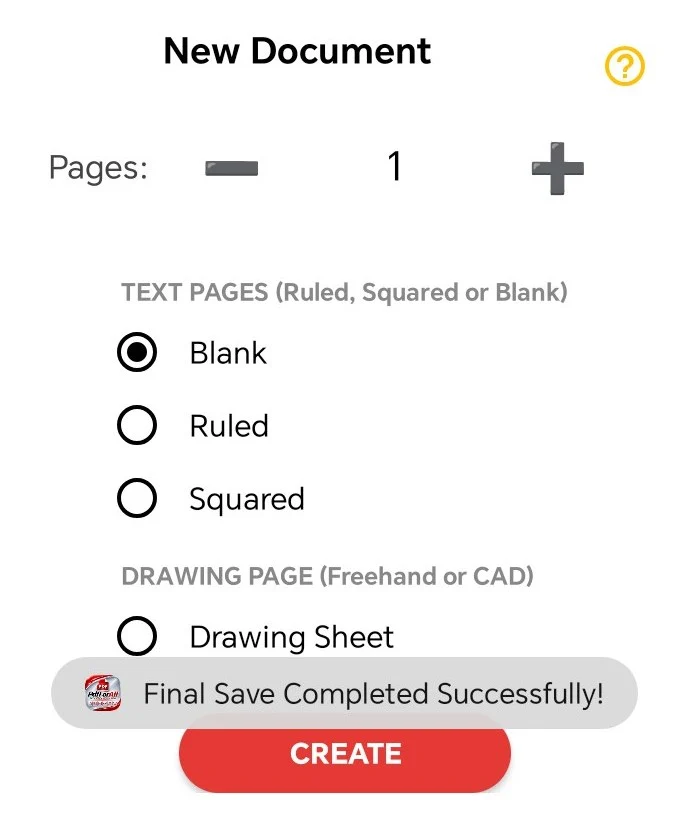 New Document
?
Pages:
1
TEXT PAGES (Ruled, Squared or Blank)
Blank
Ruled
Squared
DRAWING PAGE (Freehand or CAD)
Drawing Sheet
Final Save Completed Successfully!
CREATE